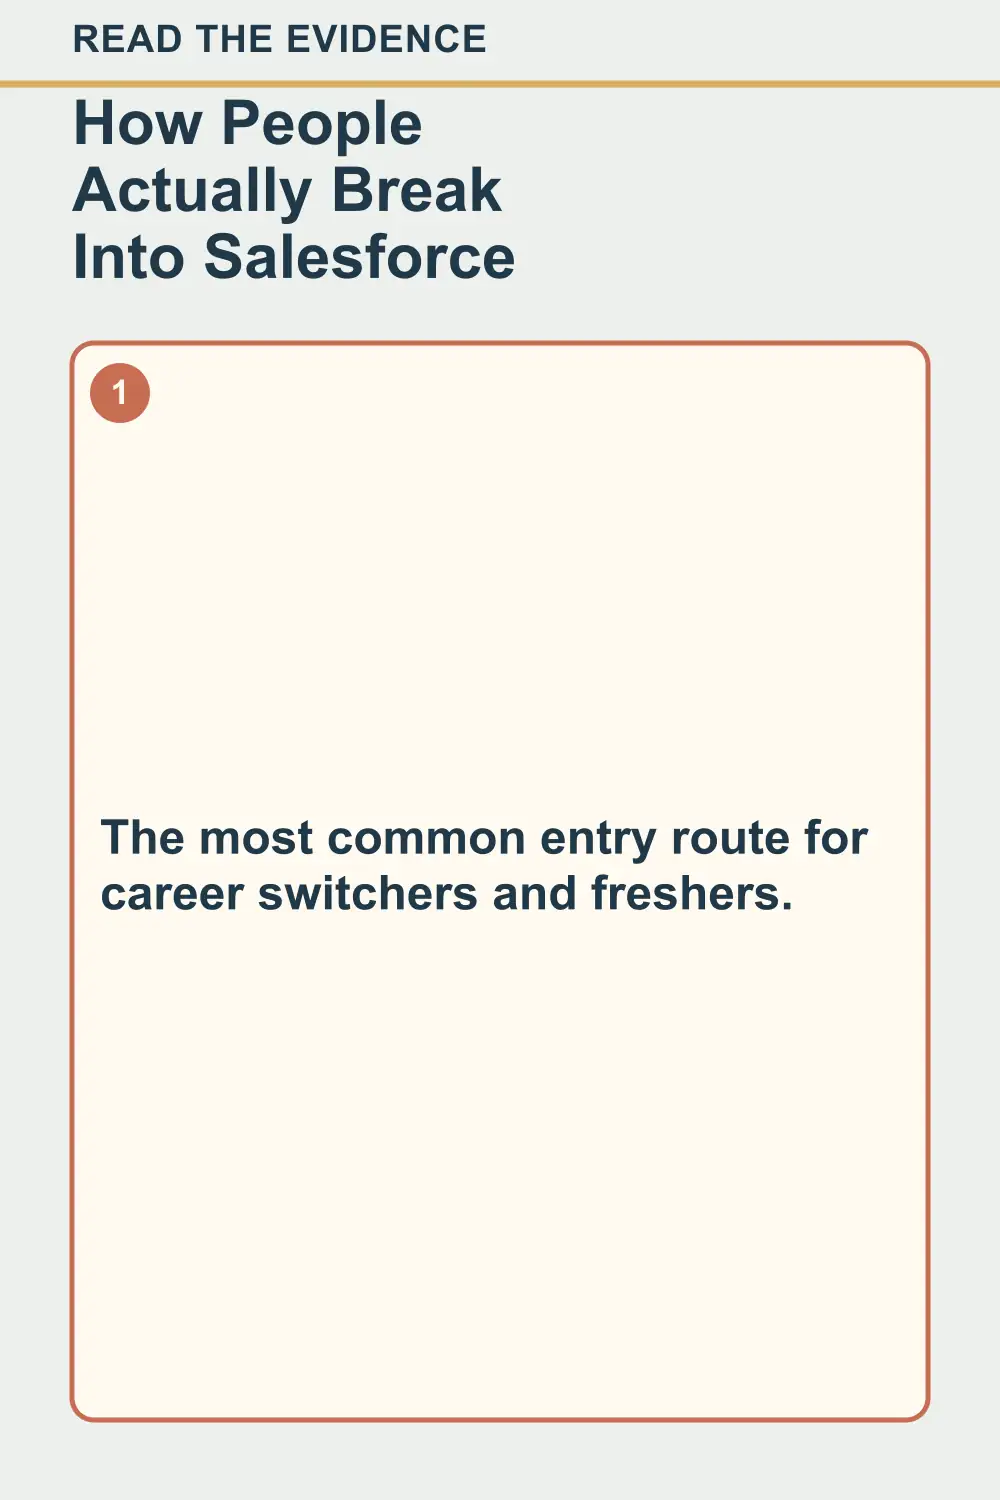 READ THE EVIDENCE
How People
Actually Break
Into Salesforce
1
The most common entry route for
career switchers and freshers.